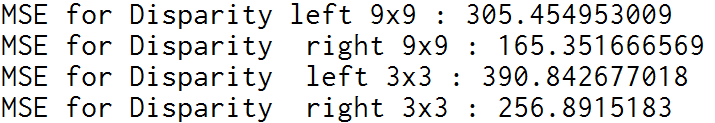 MSE for Disparity left 9x9 : 305.454953009
MSE for Disparity  right 9x9 : 165.351666569
MSE for Disparity  left 3x3 : 390.842677018
MSE for Disparity  right 3x3 : 256.8915183